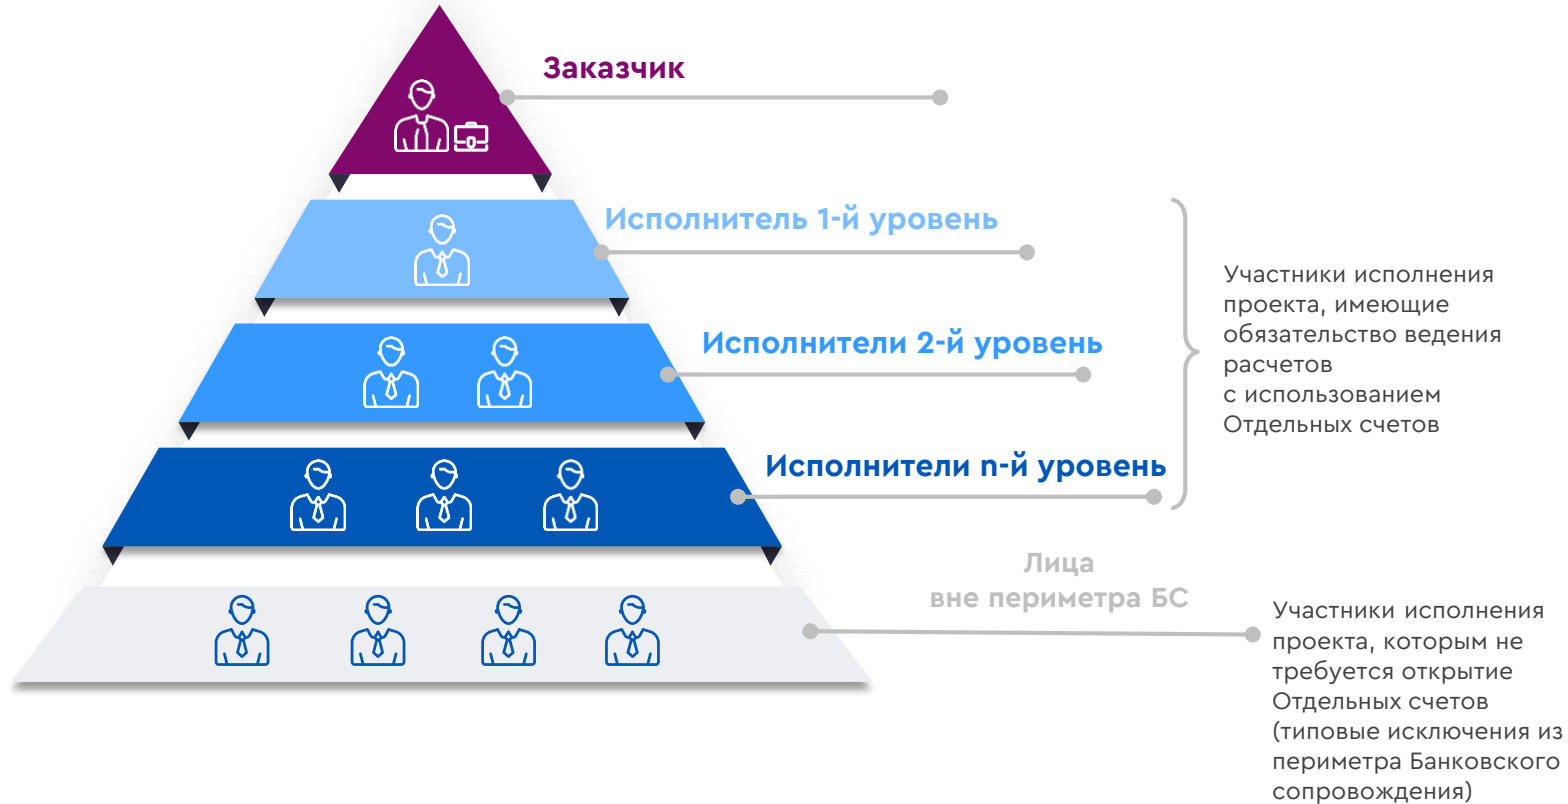 Заказчик
Исполнитель 1-й уровень
Исполнители 2-й уровень
Исполнители n-й уровень
Участники исполнения
проекта, имеющие
обязательство ведения
расчетов
с использованием
Отдельных счетов
Лица
вне периметра БС
Участники исполнения
проекта, которым не
требуется открытие
Отдельных счетов
(типовые исключения из
периметра Банковского
сопровождения)